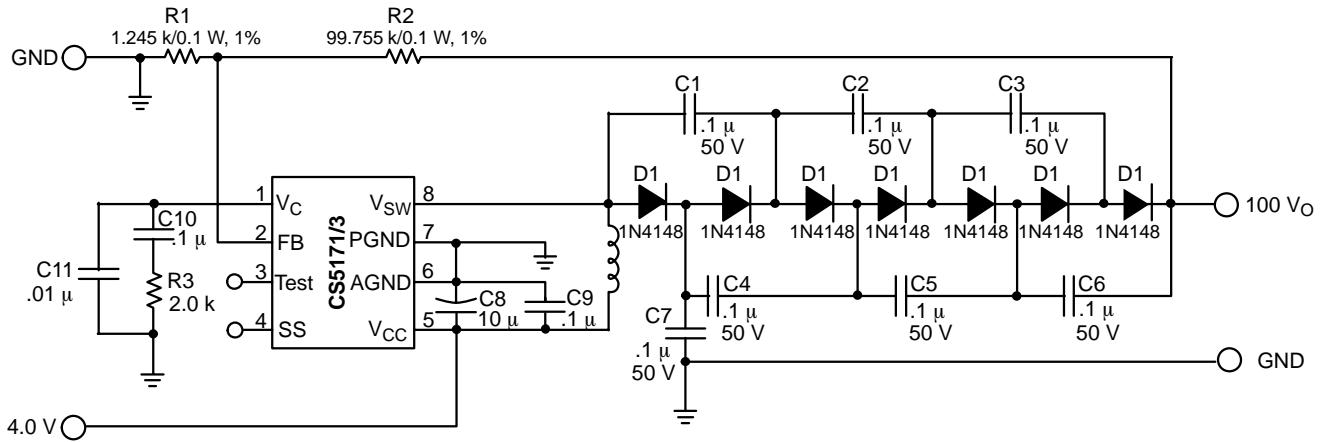 R1
1.245 k/0.1 W, 1%
R2
99.755 k/0.1 W, 1%
GND
C1
.1 µ
50 V
C2
.1 µ
50 V
C3
.1 µ
50 V
D1
1N4148
D1
1N4148
D1
1N4148
D1
1N4148
D1
1N4148
D1
1N4148
D1
1N4148
100 VO
1
VC
2
FB
3
Test
4
SS
CS5171/3
VSW
8
PGND
7
AGND
6
VCC
5
C10
.1 µ
C11
.01 µ
R3
2.0 k
C8
10 µ
C9
.1 µ
C4
.1 µ
50 V
C5
.1 µ
50 V
C6
.1 µ
50 V
C7
.1 µ
50 V
GND
4.0 V